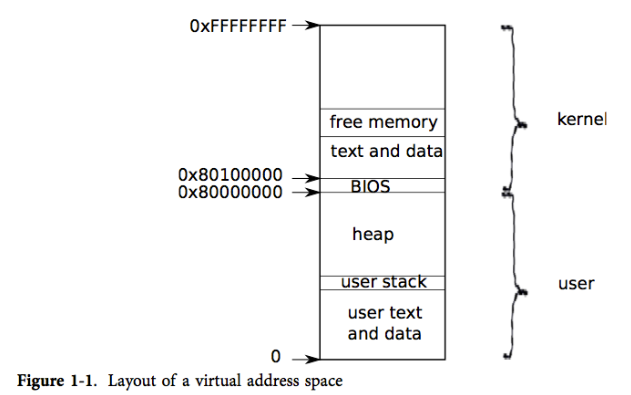 0xFFFFFFFF
kernel
free memory
text and data
0x80100000
0x80000000
BIOS
heap
user stack
user
user text
and data
0
Figure 1-1. Layout of a virtual address space